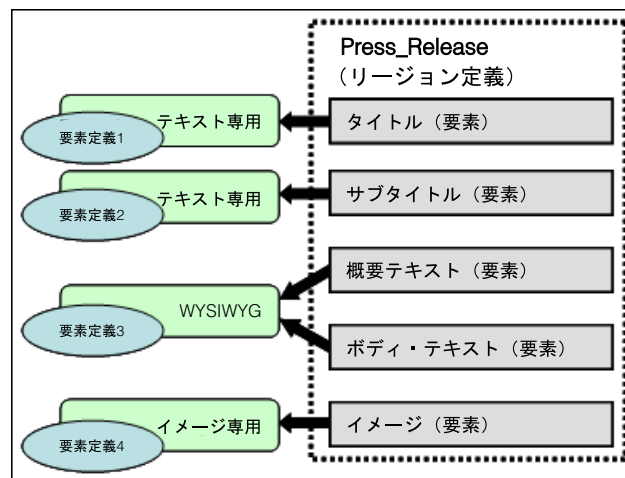 Press_Release
（リージョン定義）
テキスト専用
要素定義1
タイトル（要素）
テキスト専用
要素定義2
サブタイトル（要素）
WYSIWYG
要素定義3
概要テキスト（要素）
ボディ・テキスト（要素）
イメージ専用
要素定義4
イメージ（要素）